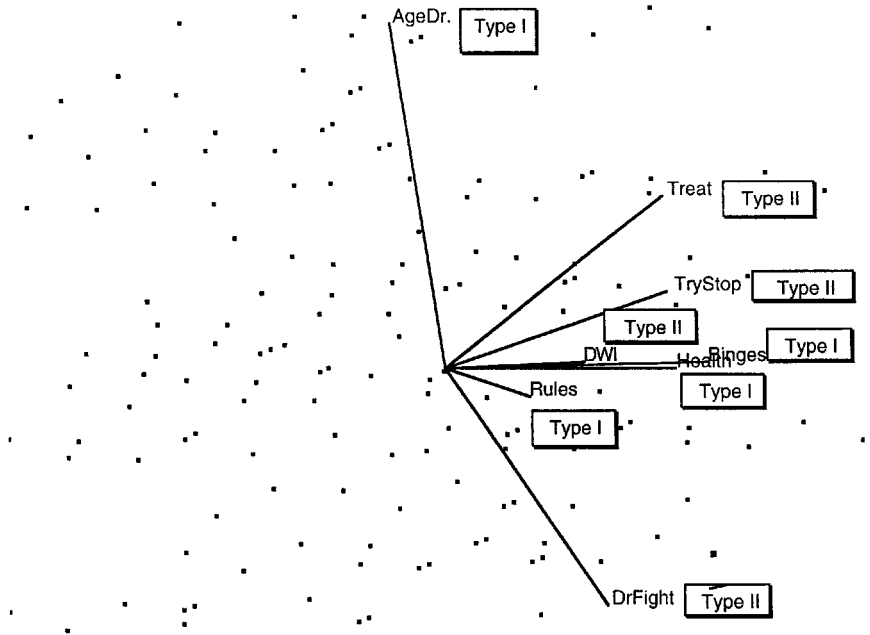 AgeDr. Type I
Treat Type II
TryStop Type II
Type II
DWI Health Binges Type I
Type I
Rules
Type I
DrFight Type II